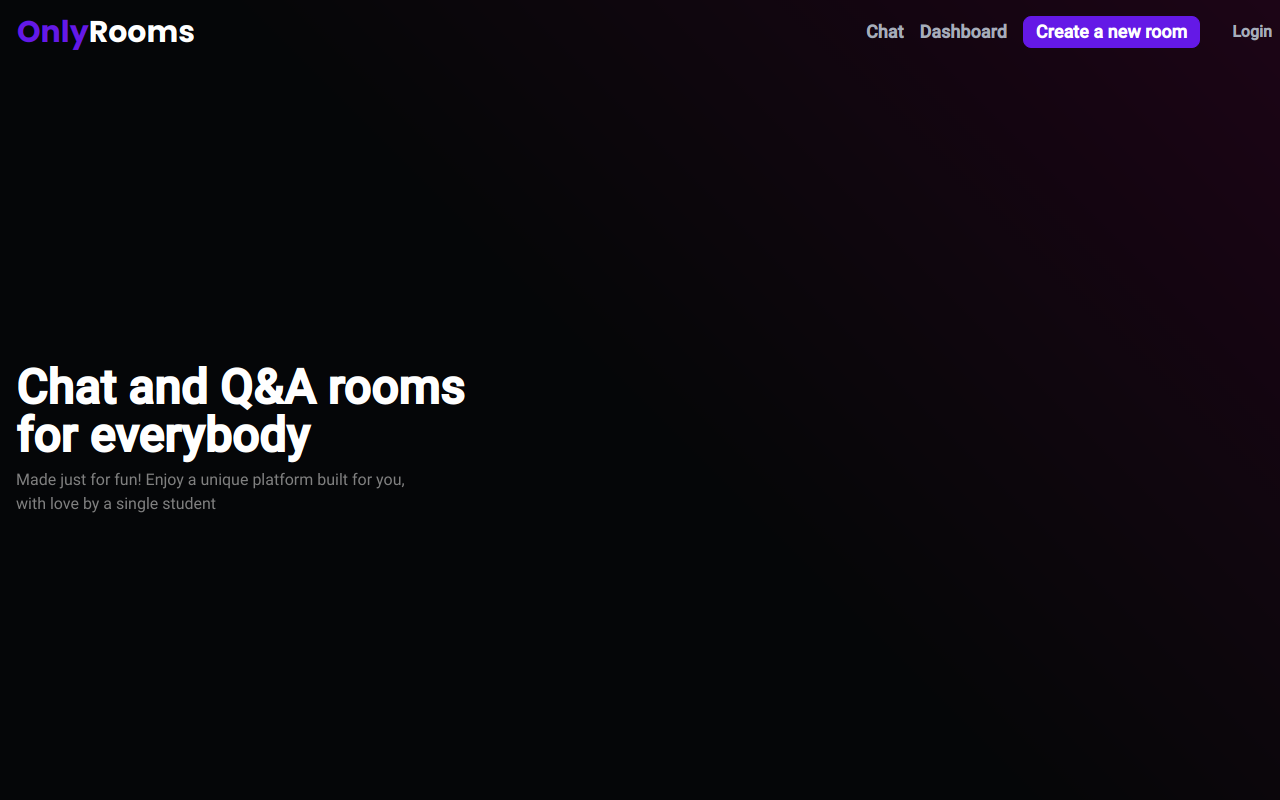 OnlyRooms
Chat Dashboard Create a new room Login
Chat and Q&A rooms
for everybody
Made just for fun! Enjoy a unique platform built for you,
with love by a single student